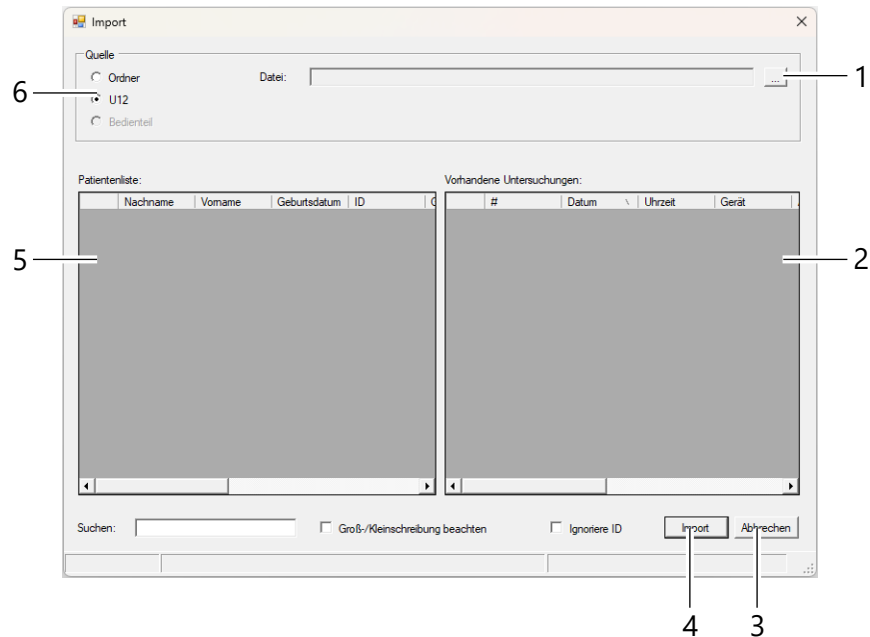 Import
Quelle
Ordner
Datei:
...
1
6
U12
Bedienteil
Patientenliste:
Vorhandene Untersuchungen:
Nachname Vorname Geburtsdatum ID
# Datum Uhrzeit Gerät
5
2
Suchen:
Groß-/Kleinschreibung beachten
Ignoriere ID
Import
Abbrechen
4
3